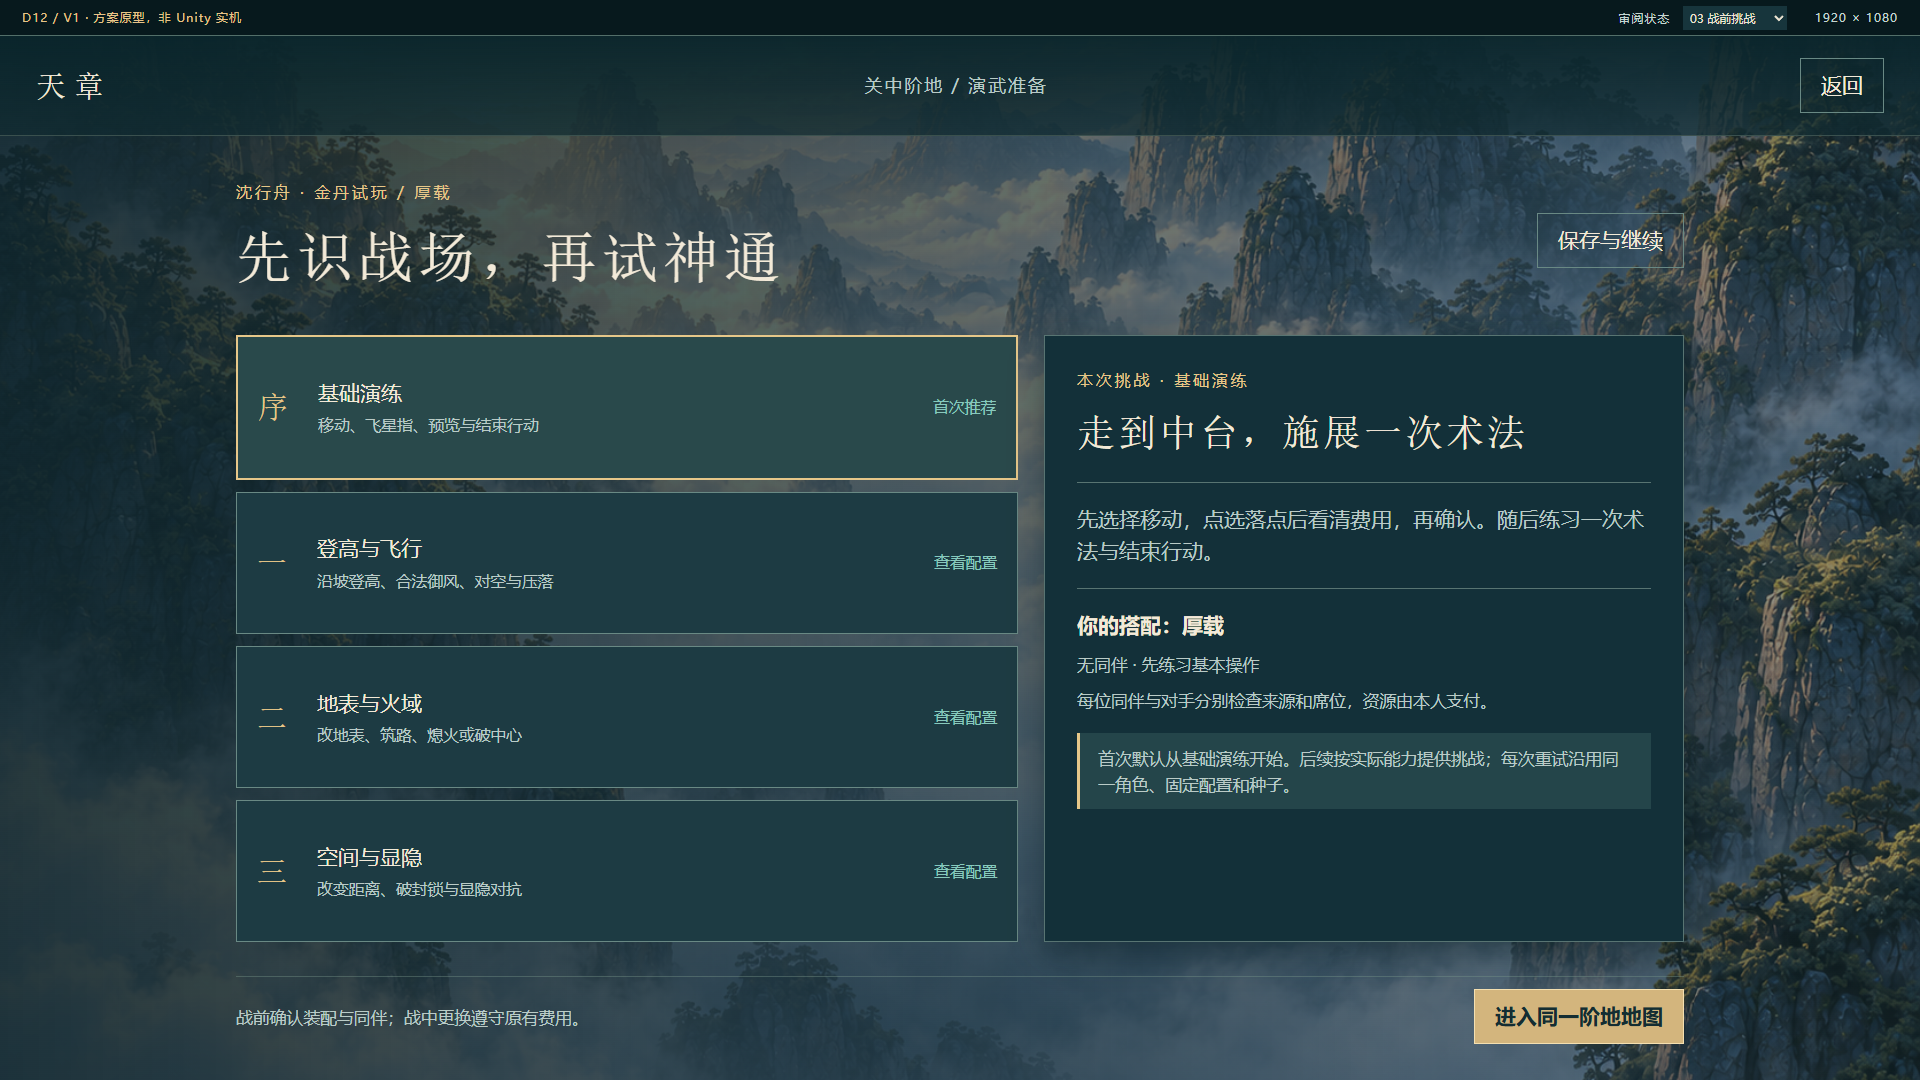 D12 / V1 · 方案原型，非 Unity 实机
审阅状态 03 战前挑战 1920 × 1080
天章
关中阶地 / 演武准备
返回
沈行舟 · 金丹试玩 / 厚载
先识战场，再试神通
保存与继续
序
基础演练
移动、飞星指、预览与结束行动
首次推荐
一
登高与飞行
沿坡登高、合法御风、对空与压落
查看配置
二
地表与火域
改地表、筑路、熄火或破中心
查看配置
三
空间与显隐
改变距离、破封锁与显隐对抗
查看配置
本次挑战 · 基础演练
走到中台，施展一次术法
先选择移动，点选落点后看清费用，再确认。随后练习一次术
法与结束行动。
你的搭配：厚载
无同伴 · 先练习基本操作
每位同伴与对手分别检查来源和席位，资源由本人支付。
首次默认从基础演练开始。后续按实际能力提供挑战；每次重试沿用同
一角色、固定配置和种子。
战前确认装配与同伴；战中更换遵守原有费用。
进入同一阶地地图